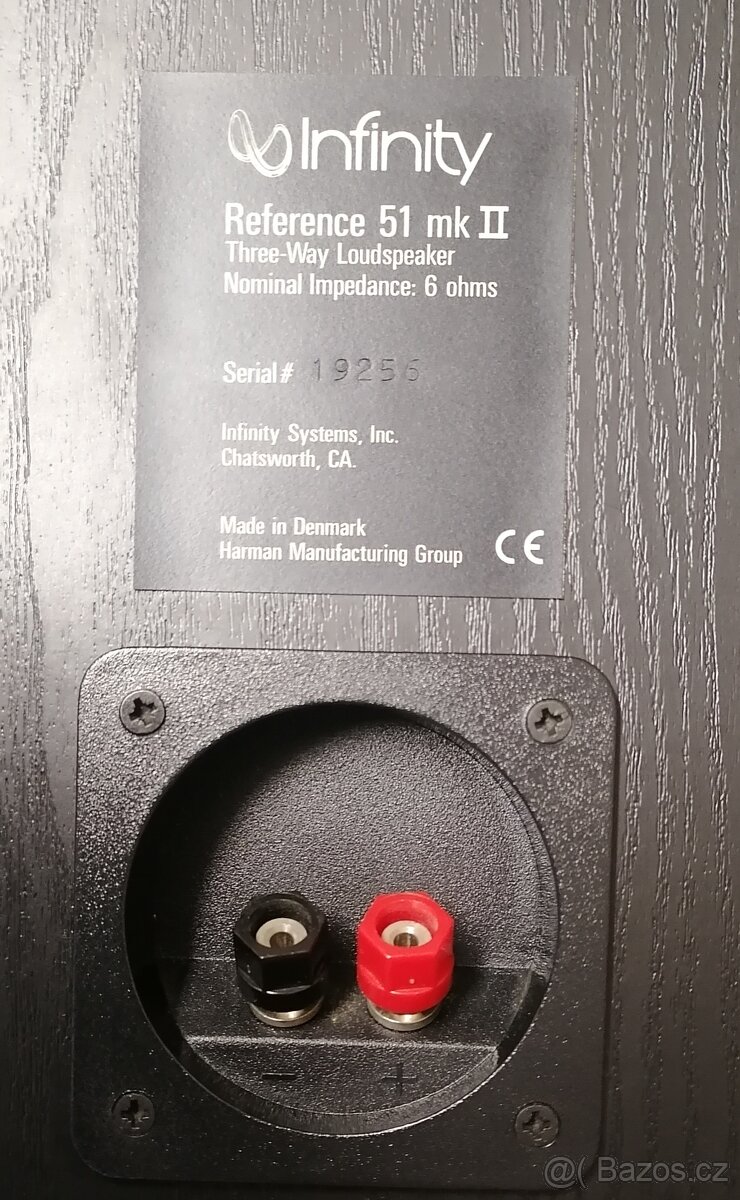 Infinity
Reference 51 mk II
Three-Way Loudspeaker
Nominal Impedance: 6 ohms
Serial# 19256
Infinity Systems, Inc.
Chatsworth, CA.
Made in Denmark
Harman Manufacturing Group CE
− +
@( Bazos.cz